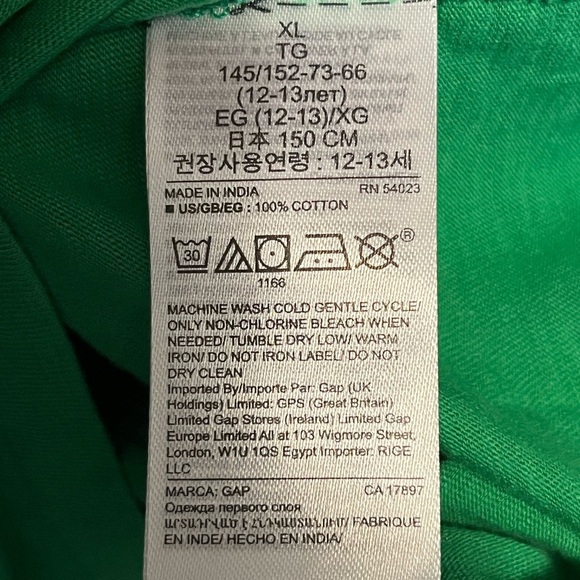 XL
TG
145/152-73-66
(12-13лет)
EG (12-13)/XG
日本 150 CM
권장사용연령 : 12-13세
MADE IN INDIA RN 54023
■ US/GB/EG : 100% COTTON
30 ®
1166
MACHINE WASH COLD GENTLE CYCLE/
ONLY NON-CHLORINE BLEACH WHEN
NEEDED/ TUMBLE DRY LOW/ WARM
IRON/ DO NOT IRON LABEL/ DO NOT
DRY CLEAN
Imported By/Importe Par: Gap (UK
Holdings) Limited: GPS (Great Britain)
Limited Gap Stores (Ireland) Limited Gap
Europe Limited All at 103 Wigmore Street,
London, W1U 1QS Egypt Importer: RIGE
LLC
MARCA: GAP CA 17897
Одежда первого слоя
ԱՐՏԱԴՐՎԱԾ Է ՀՆԴԿԱՍՏԱՆՈՒՄ/ FABRIQUE
EN INDE/ HECHO EN INDIA/